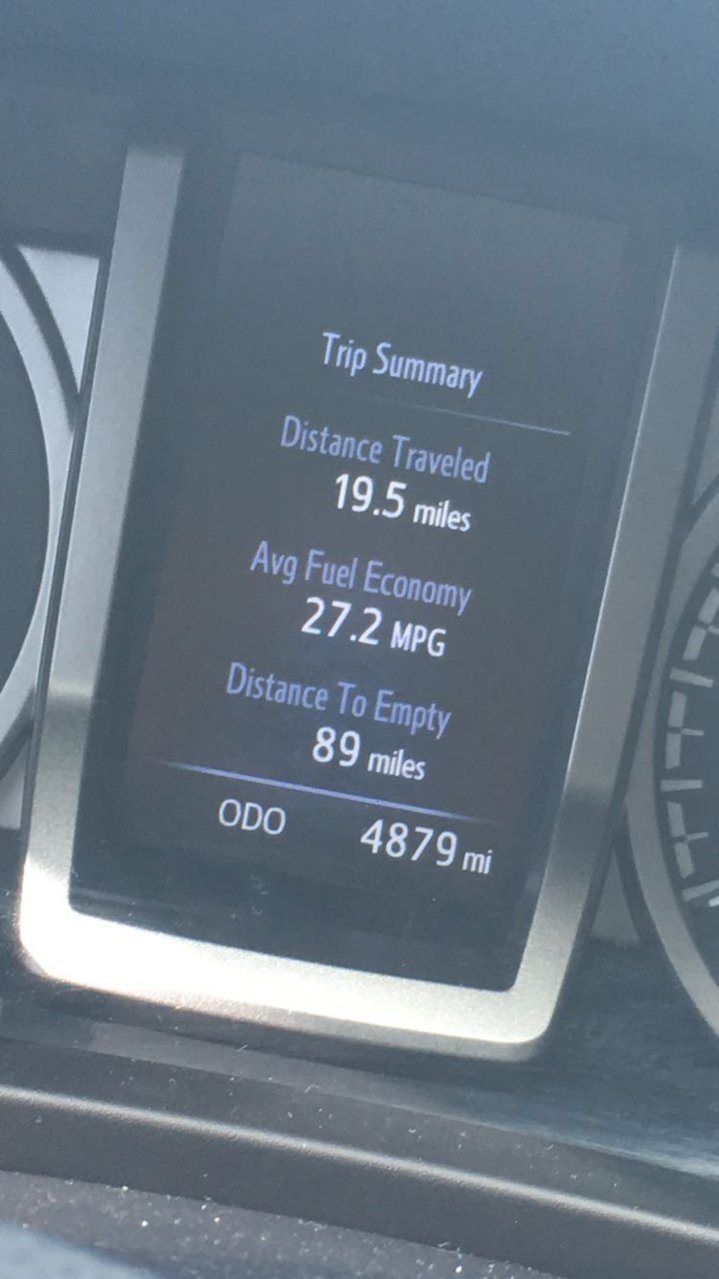 Trip Summary
Distance Traveled
19.5 miles
Avg Fuel Economy
27.2 MPG
Distance To Empty
89 miles
ODO 4879 mi